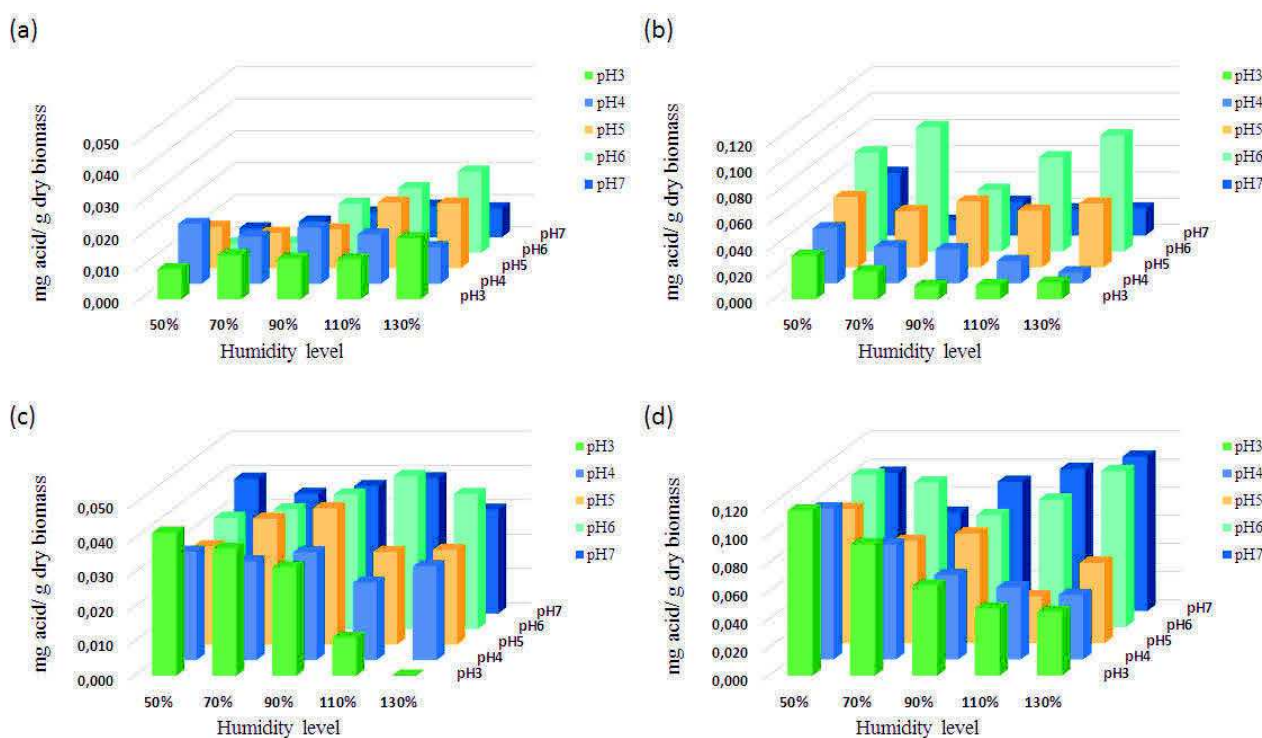 (a)
mg acid/ g dry biomass
0,050
0,040
0,030
0,020
0,010
0,000
50% 70% 90% 110% 130%
Humidity level
pH3
pH4
pH5
pH6
pH7
pH7
pH6
pH5
pH4
pH3
(b)
mg acid/ g dry biomass
0,120
0,100
0,080
0,060
0,040
0,020
0,000
50% 70% 90% 110% 130%
Humidity level
pH3
pH4
pH5
pH6
pH7
pH7
pH6
pH5
pH4
pH3
(c)
mg acid/ g dry biomass
0,050
0,040
0,030
0,020
0,010
0,000
50% 70% 90% 110% 130%
Humidity level
pH3
pH4
pH5
pH6
pH7
pH7
pH6
pH5
pH4
pH3
(d)
mg acid/ g dry biomass
0,120
0,100
0,080
0,060
0,040
0,020
0,000
50% 70% 90% 110% 130%
Humidity level
pH3
pH4
pH5
pH6
pH7
pH7
pH6
pH5
pH4
pH3